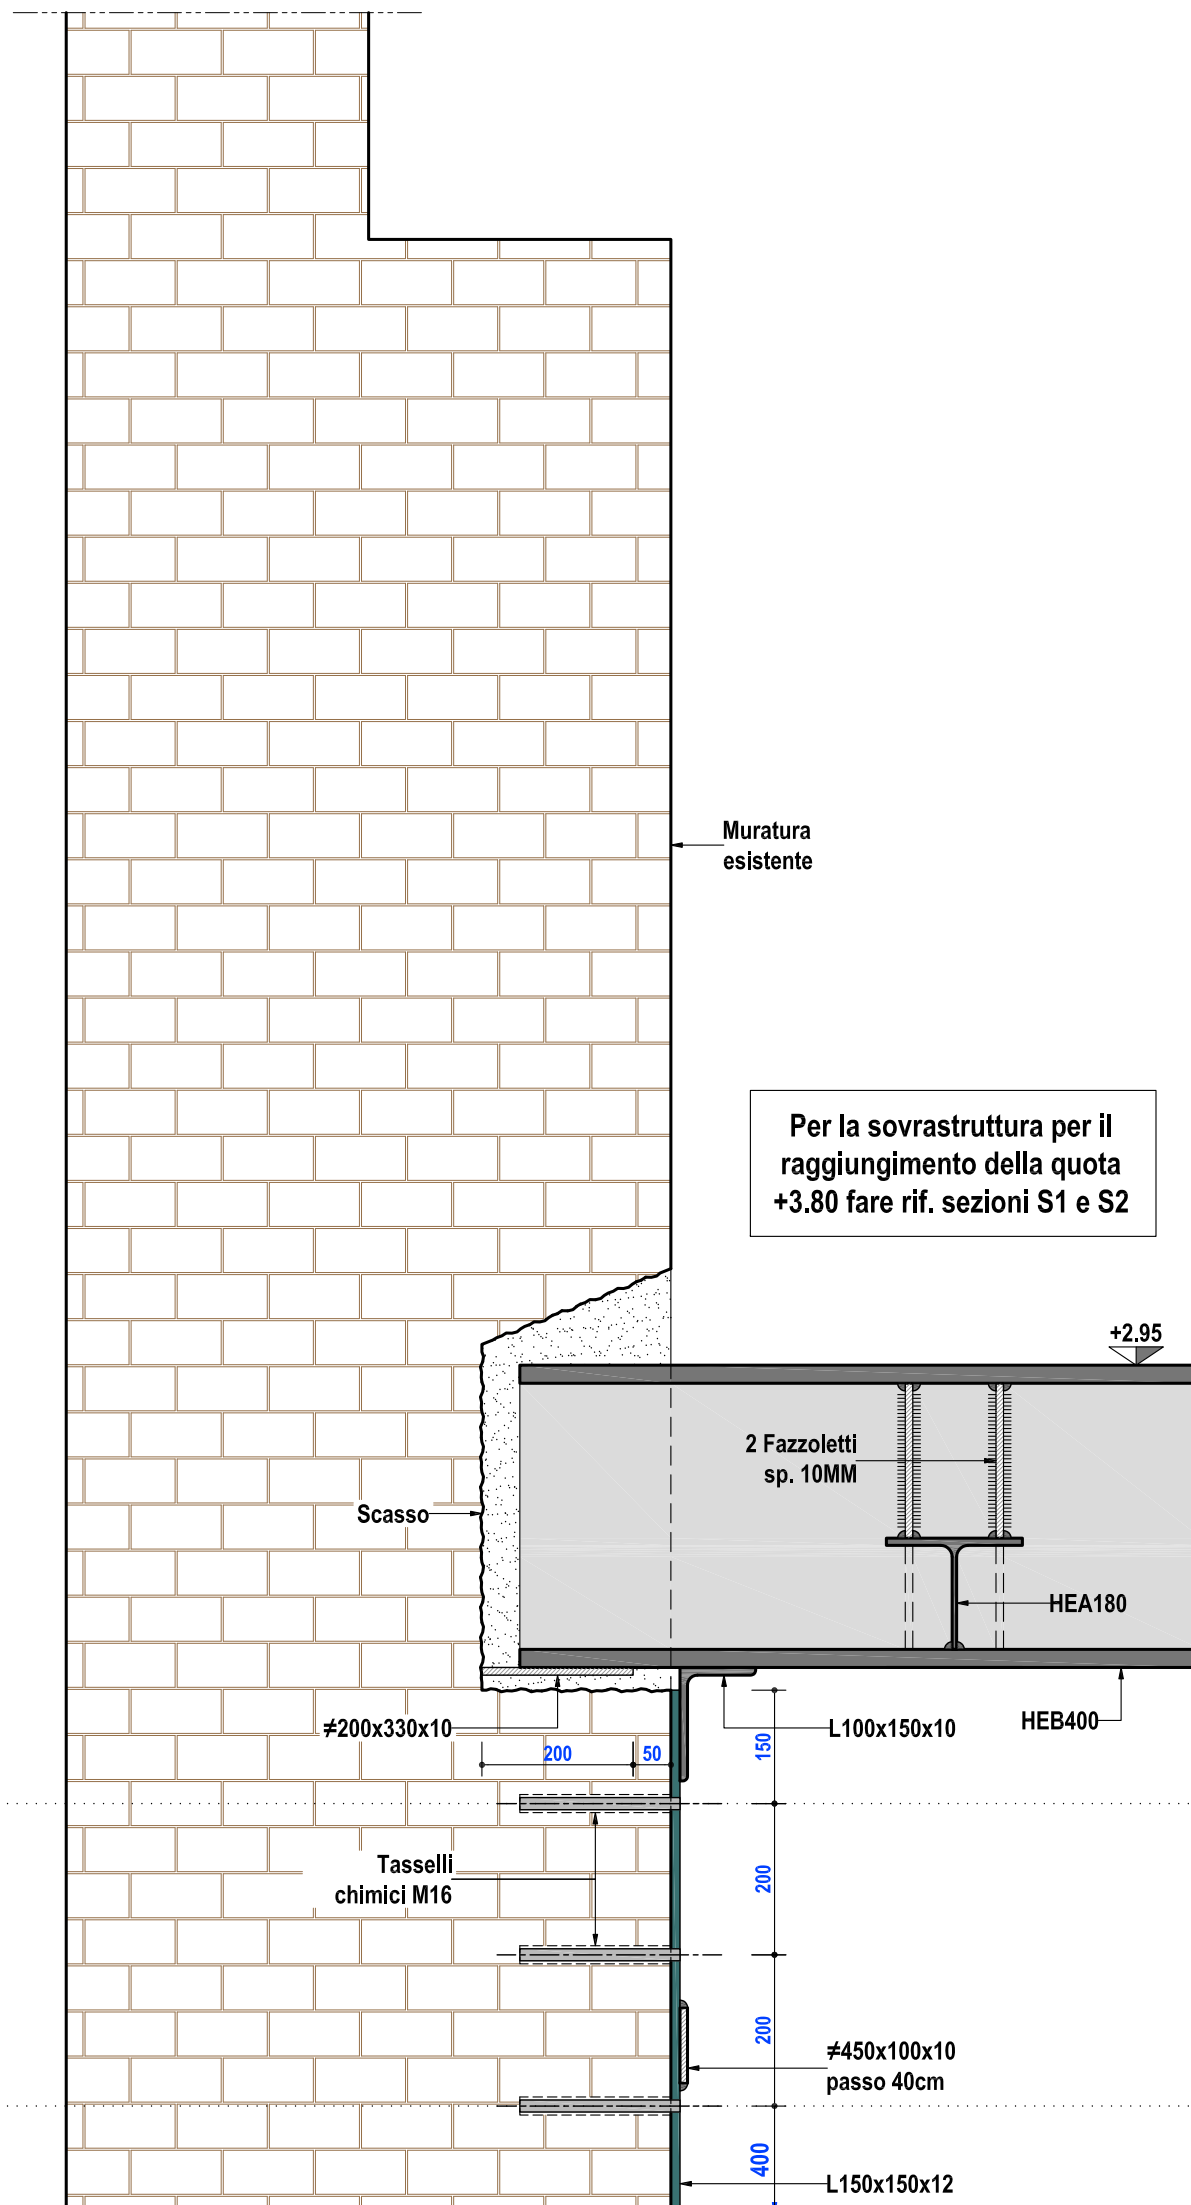 Muratura
esistente
Per la sovrastruttura per il
raggiungimento della quota
+3.80 fare rif. sezioni S1 e S2
+2.95
2 Fazzoletti
sp. 10MM
Scasso
HEA180
≠200x330x10
L100x150x10
HEB400
200
50
150
Tasselli
chimici M16
200
200
≠450x100x10
passo 40cm
400
L150x150x12